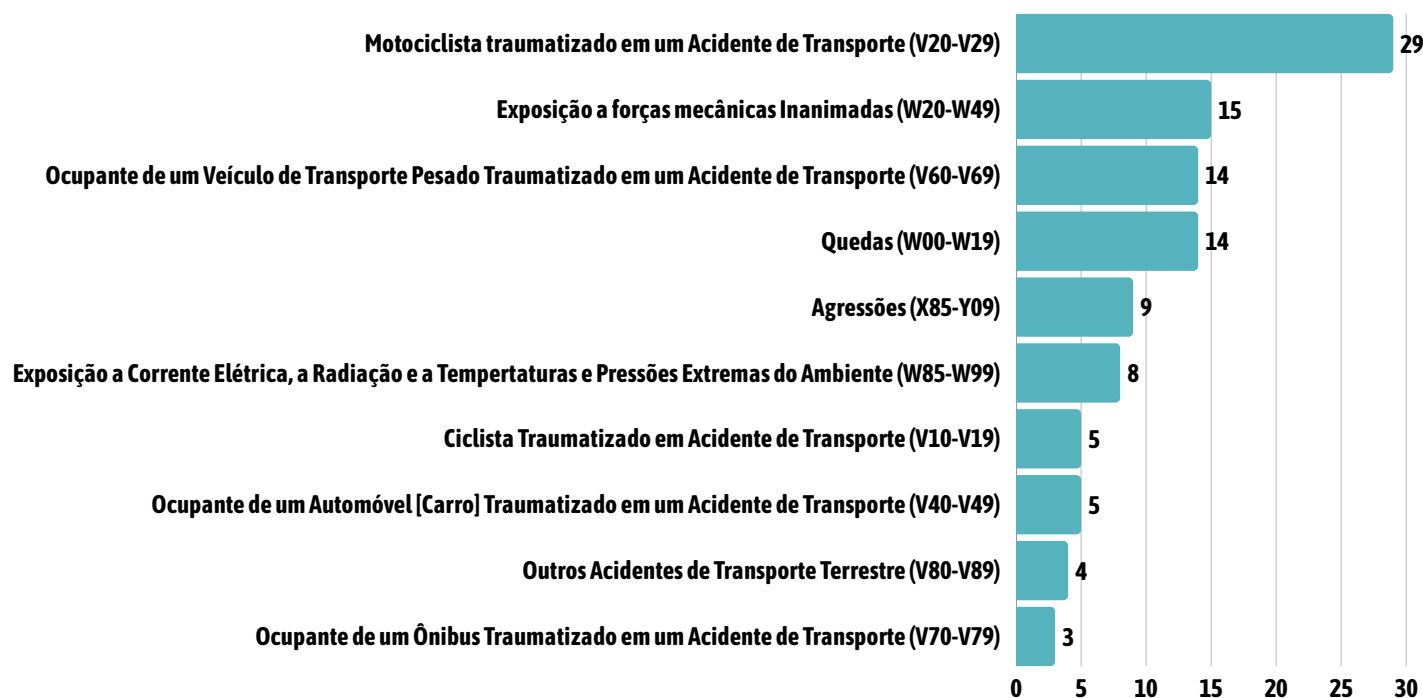 Motociclista traumatizado em um Acidente de Transporte (V20-V29)
29
Exposição a forças mecânicas Inanimadas (W20-W49)
15
Ocupante de um Veículo de Transporte Pesado Traumatizado em um Acidente de Transporte (V60-V69)
14
Quedas (W00-W19)
14
Agressões (X85-Y09)
9
Exposição a Corrente Elétrica, a Radiação e a Tempertaturas e Pressões Extremas do Ambiente (W85-W99)
8
Ciclista Traumatizado em Acidente de Transporte (V10-V19)
5
Ocupante de um Automóvel [Carro] Traumatizado em um Acidente de Transporte (V40-V49)
5
Outros Acidentes de Transporte Terrestre (V80-V89)
4
Ocupante de um Ônibus Traumatizado em um Acidente de Transporte (V70-V79)
3
0 5 10 15 20 25 30